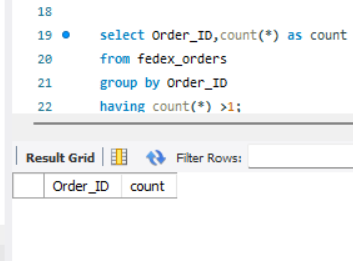 18
19 select Order_ID,count(*) as count
20 from fedex_orders
21 group by Order_ID
22 having count(*) >1;
Result Grid Filter Rows:
Order_ID count